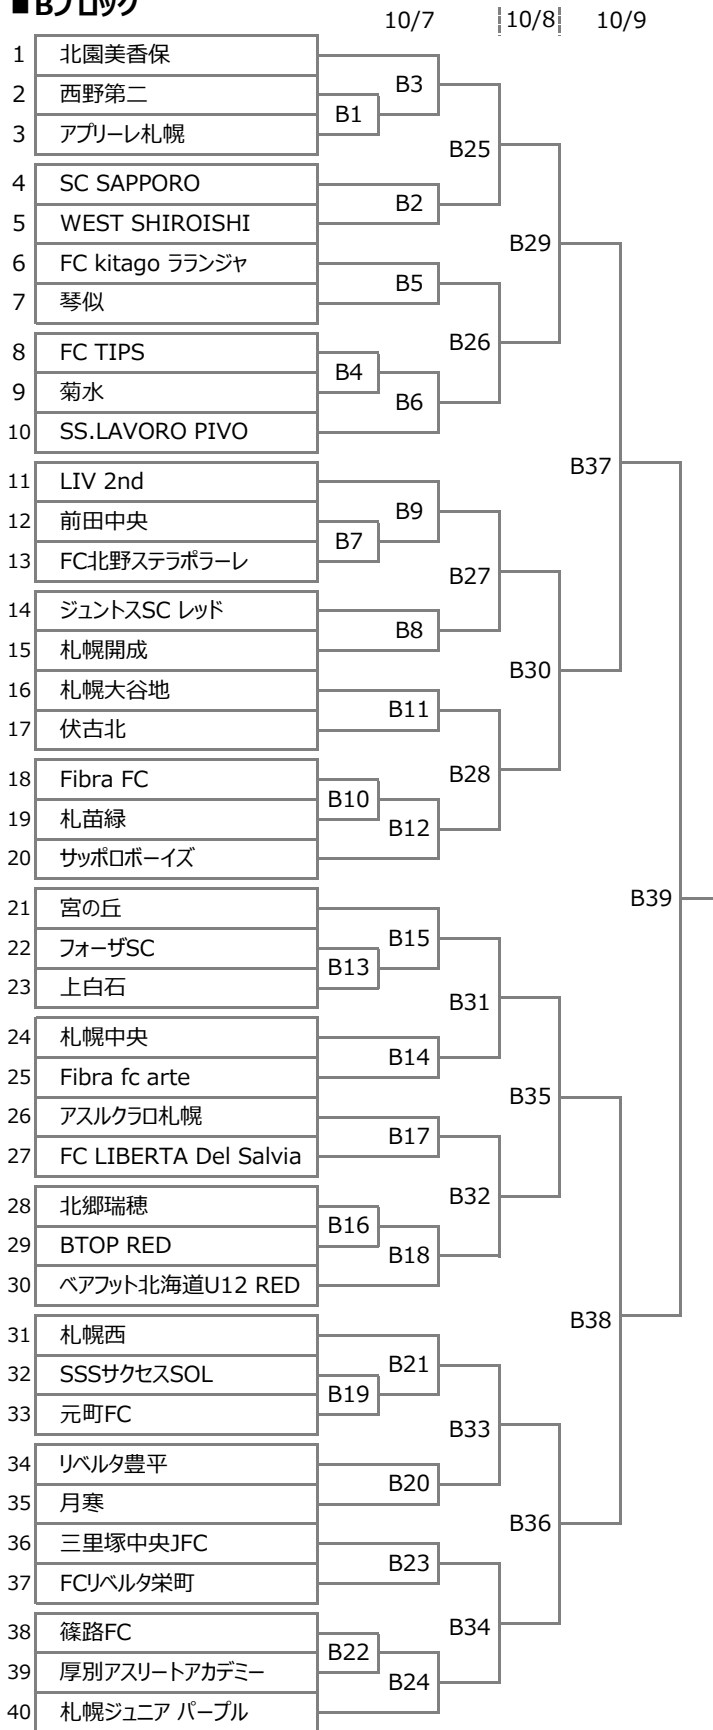 ■Bブロック
10/7 10/8 10/9
1 北園美香保
2 西野第二
3 アプリーレ札幌
4 SC SAPPORO
5 WEST SHIROISHI
6 FC kitago ラランジャ
7 琴似
8 FC TIPS
9 菊水
10 SS.LAVORO PIVO
11 LIV 2nd
12 前田中央
13 FC北野ステラポラーレ
14 ジュントスSC レッド
15 札幌開成
16 札幌大谷地
17 伏古北
18 Fibra FC
19 札苗緑
20 サッポロボーイズ
21 宮の丘
22 フォーザSC
23 上白石
24 札幌中央
25 Fibra fc arte
26 アスルクラロ札幌
27 FC LIBERTA Del Salvia
28 北郷瑞穂
29 BTOP RED
30 ベアフット北海道U12 RED
31 札幌西
32 SSSサクセスSOL
33 元町FC
34 リベルタ豊平
35 月寒
36 三里塚中央JFC
37 FCリベルタ栄町
38 篠路FC
39 厚別アスリートアカデミー
40 札幌ジュニア パープル
B1
B4
B7
B10
B13
B16
B19
B22
B3
B2
B5
B6
B9
B8
B11
B12
B15
B14
B17
B18
B21
B20
B23
B24
B25
B26
B27
B28
B31
B32
B33
B34
B29
B30
B35
B36
B37
B38
B39